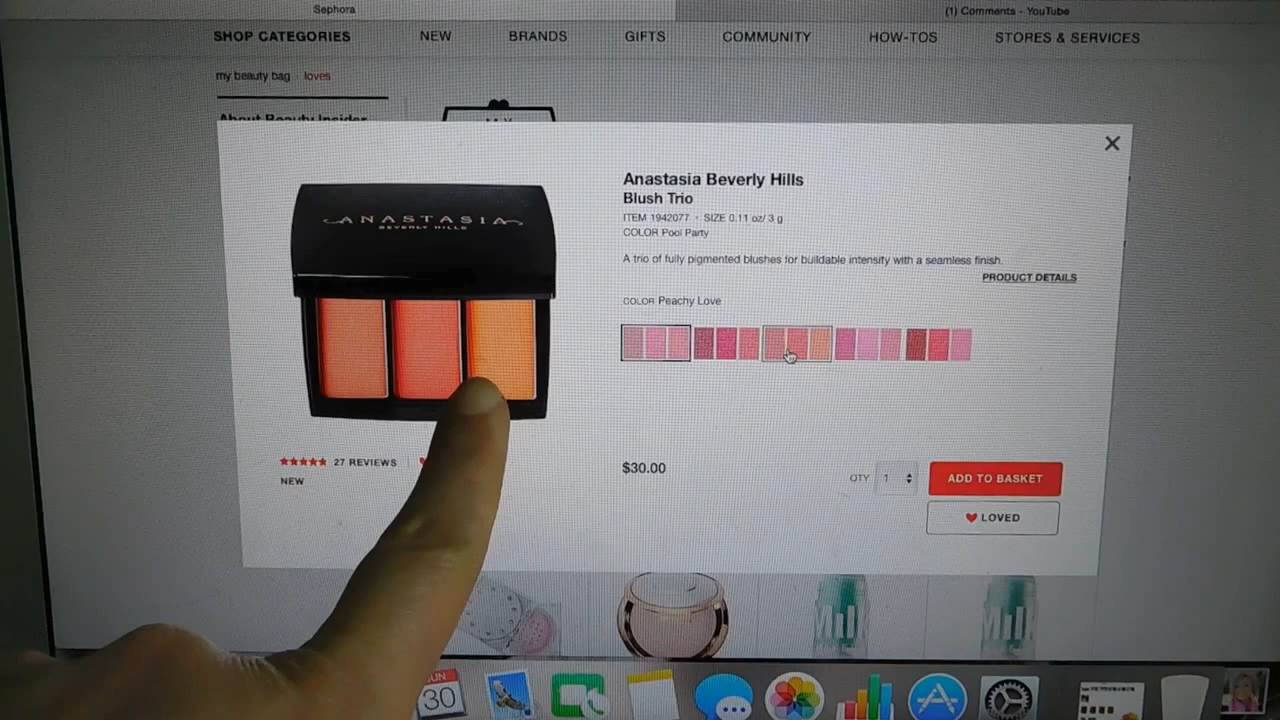 Sephora
(1) Comments - YouTube
SHOP CATEGORIES NEW BRANDS GIFTS COMMUNITY HOW-TOS STORES & SERVICES
my beauty bag loves
About Beauty Insider
Anastasia Beverly Hills
Blush Trio
ITEM 1942077 • SIZE 0.11 oz/ 3 g
COLOR Pool Party
A trio of fully pigmented blushes for buildable intensity with a seamless finish.
PRODUCT DETAILS
COLOR Peachy Love
ANASTASIA
BEVERLY HILLS
27 REVIEWS
NEW
$30.00
QTY 1
ADD TO BASKET
LOVED
30